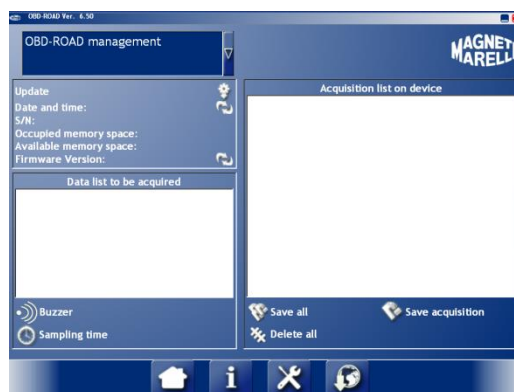 OBD-ROAD Ver. 6.50
OBD-ROAD management
MAGNETI
MARELLI
Update
Date and time:
S/N:
Occupied memory space:
Available memory space:
Firmware Version:
Data list to be acquired
Buzzer
Sampling time
Acquisition list on device
Save all
Save acquisition
Delete all